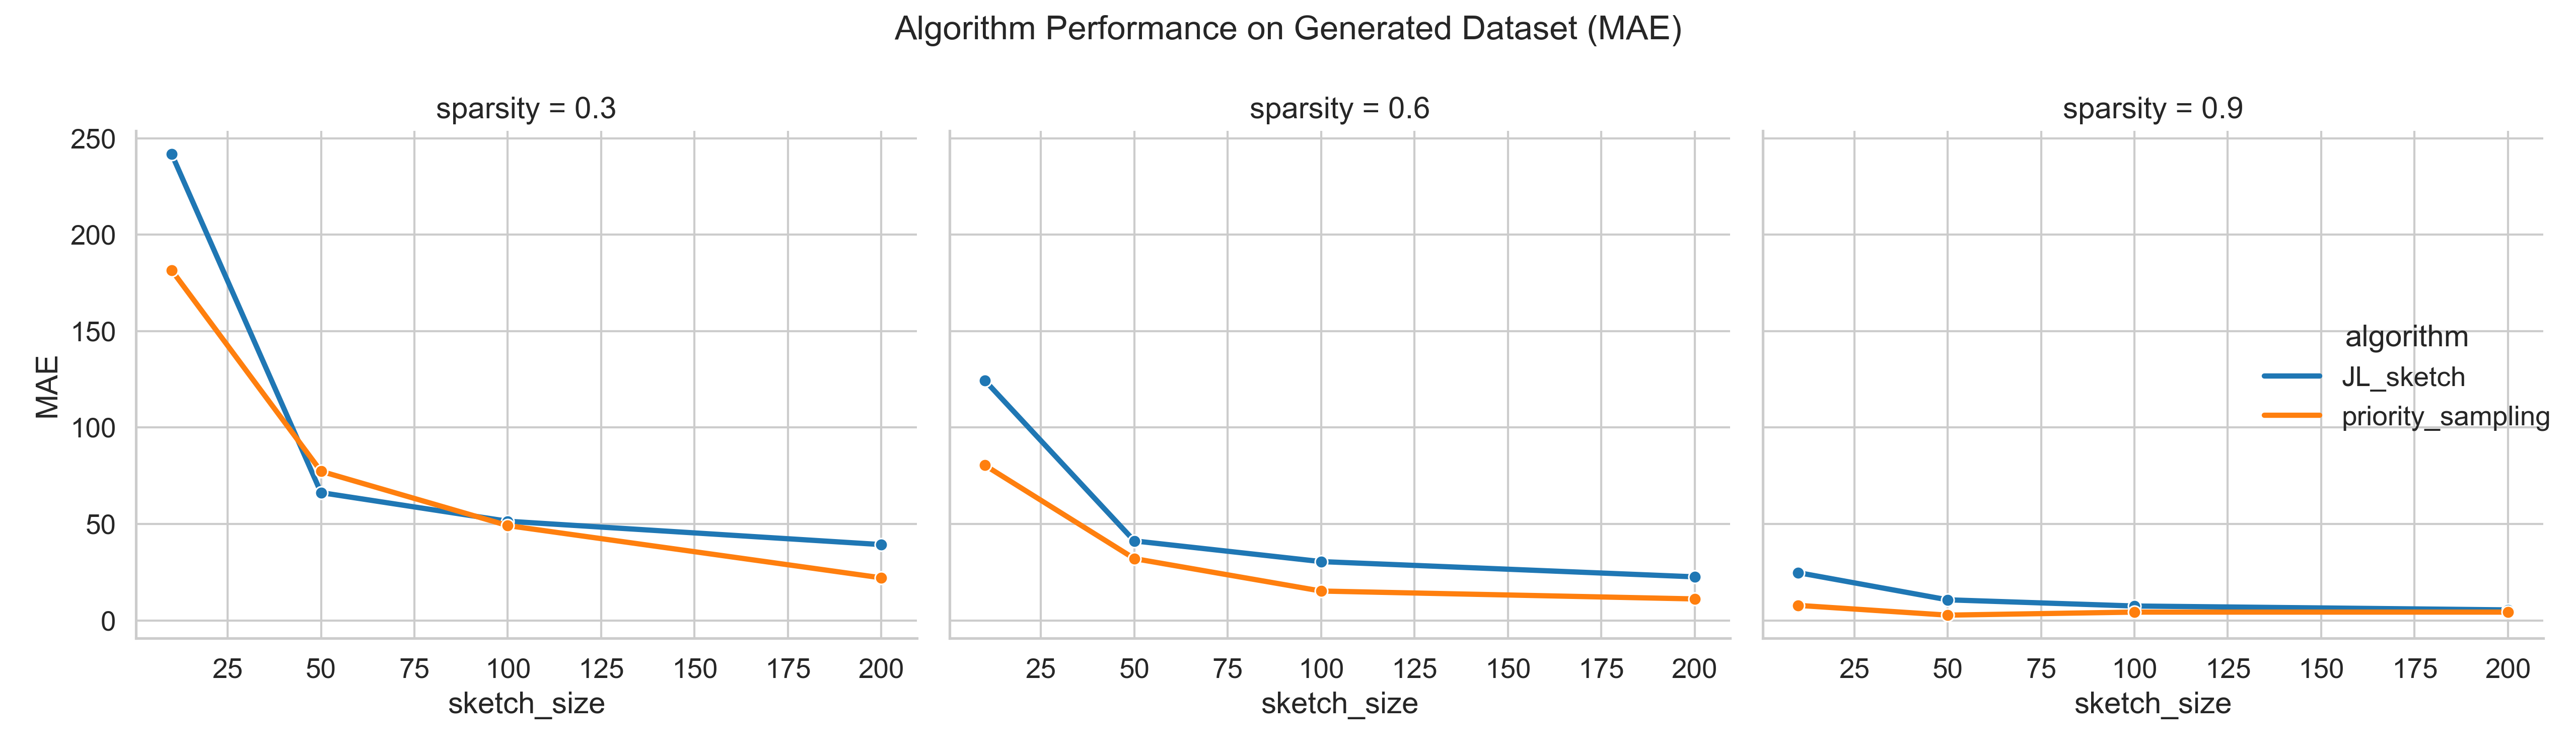 Algorithm Performance on Generated Dataset (MAE)
sparsity = 0.3
sparsity = 0.6
sparsity = 0.9
250
200
150
100
50
0
MAE
25 50 75 100 125 150 175 200
sketch_size
25 50 75 100 125 150 175 200
sketch_size
25 50 75 100 125 150 175 200
sketch_size
algorithm
JL_sketch
priority_sampling